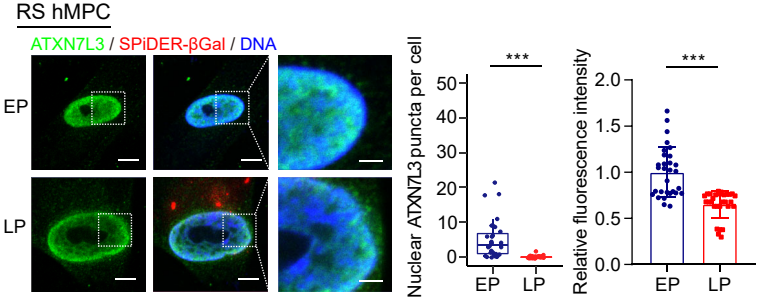 RS hMPC
ATXN7L3 / SPiDER-βGal / DNA
EP
LP
Nuclear ATXN7L3 puncta per cell
50
40
30
20
10
0
***
EP LP
Relative fluorescence intensity
2.0
1.5
1.0
0.5
0.0
***
EP LP